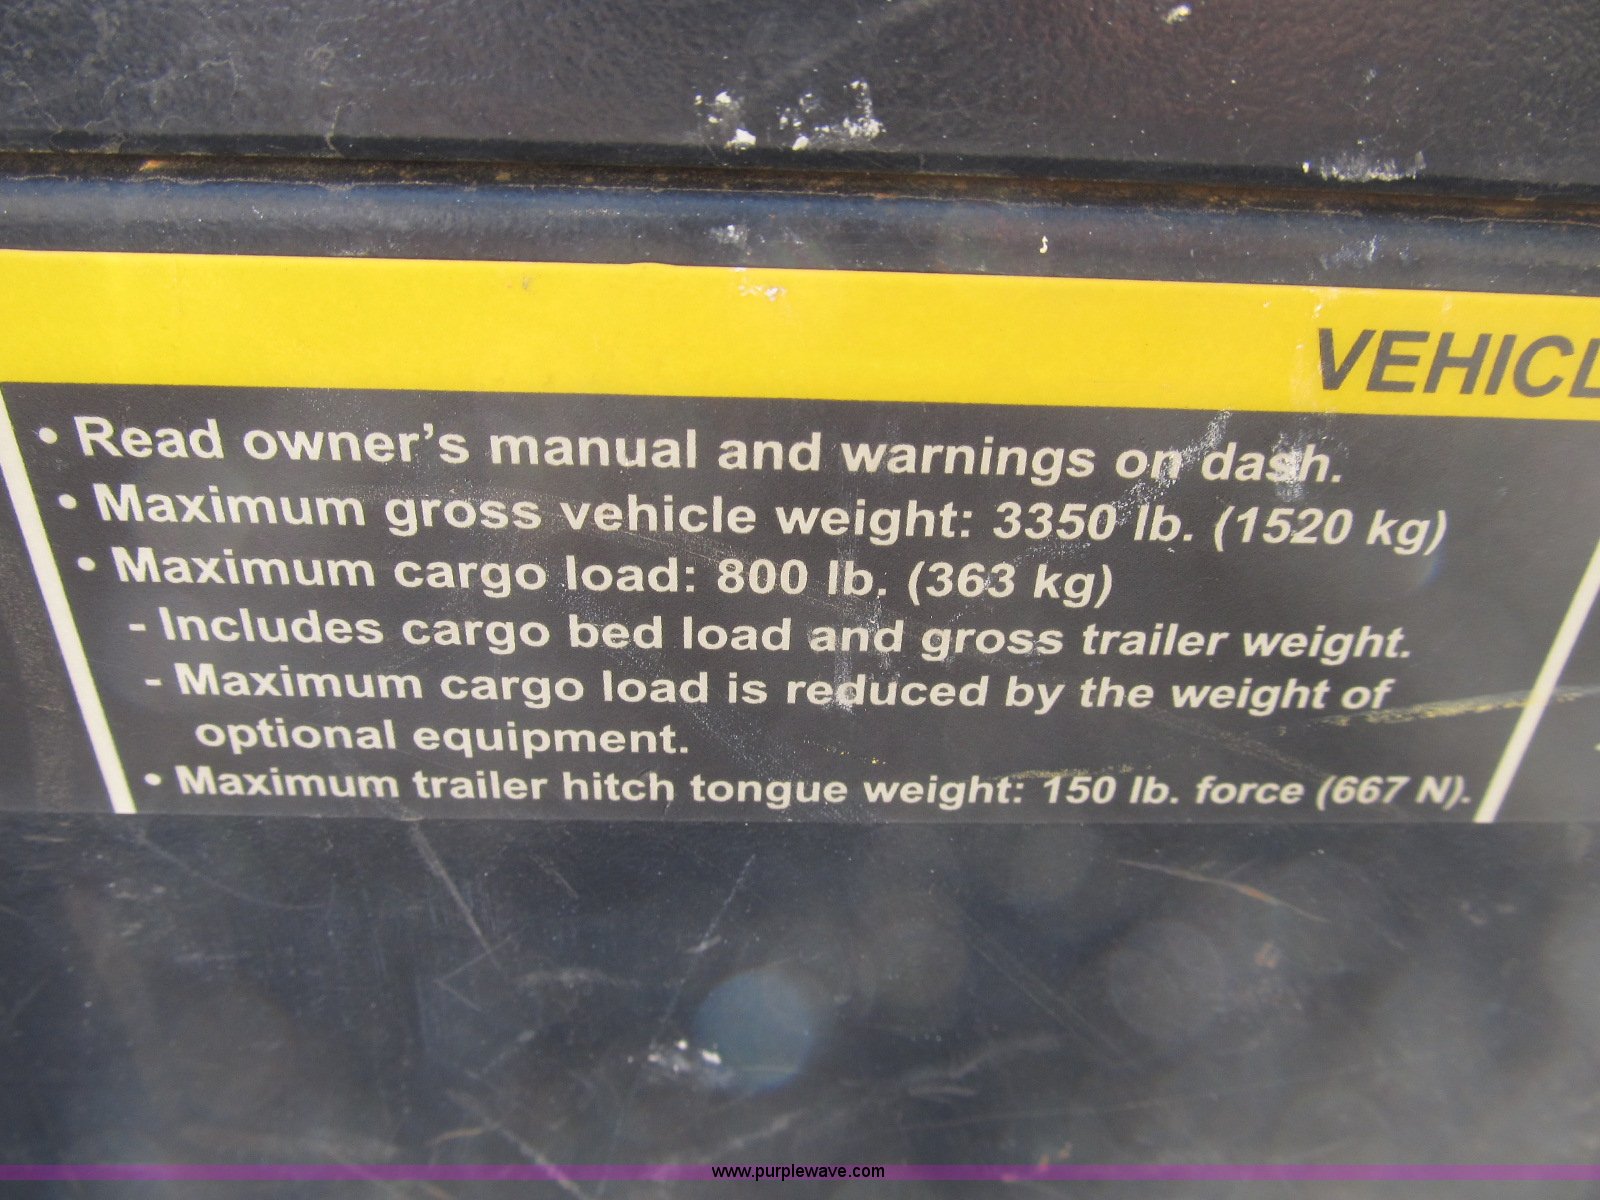 VEHICL
• Read owner's manual and warnings on dash.
• Maximum gross vehicle weight: 3350 lb. (1520 kg)
• Maximum cargo load: 800 lb. (363 kg)
- Includes cargo bed load and gross trailer weight.
- Maximum cargo load is reduced by the weight of
optional equipment.
• Maximum trailer hitch tongue weight: 150 lb. force (667 N).
www.purplewave.com